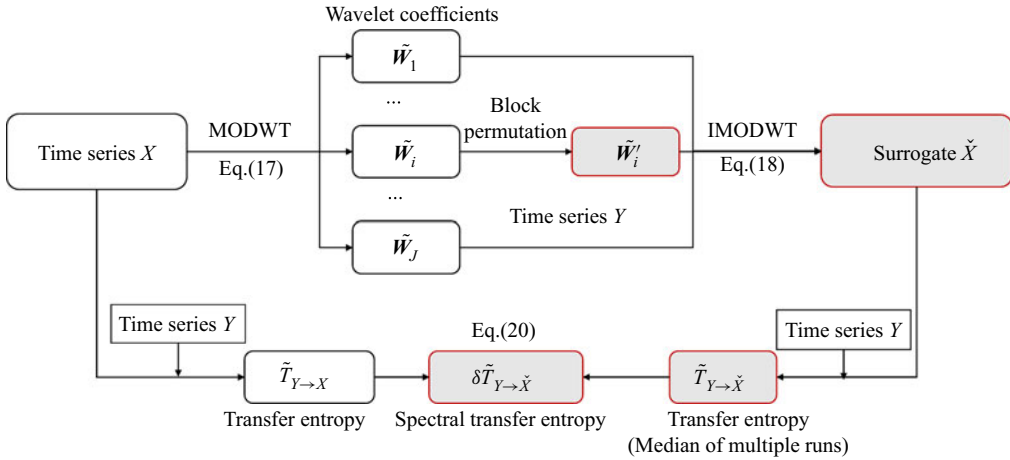 Wavelet coefficients
W̃₁
...
Block
permutation
MODWT
IMODWT
Time series X
W̃ᵢ
W̃ᵢ′
Surrogate X̌
Eq.(17)
Eq.(18)
...
Time series Y
W̃_J
Time series Y
Eq.(20)
Time series Y
T̃_{Y→X}
δT̃_{Y→X̌}
T̃_{Y→X̌}
Transfer entropy
Spectral transfer entropy
Transfer entropy
(Median of multiple runs)